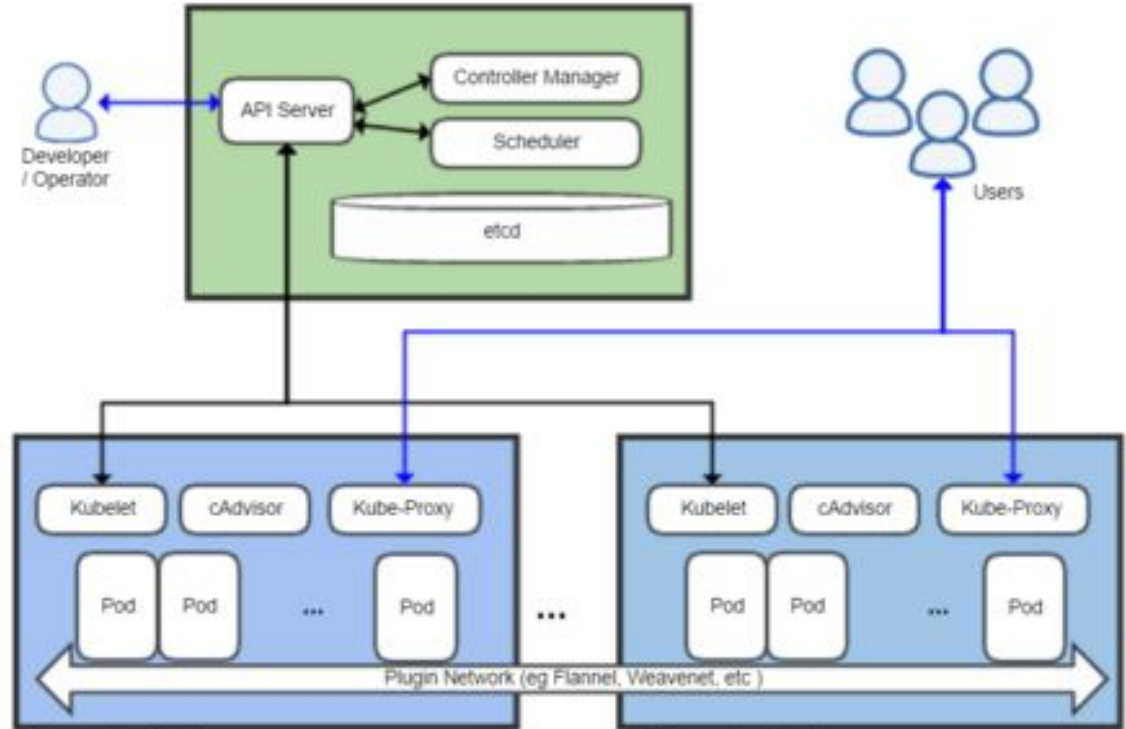 Controller Manager
API Server
Scheduler
Developer
/ Operator
etcd
Users
Kubelet
cAdvisor
Kube-Proxy
Kubelet
cAdvisor
Kube-Proxy
Pod
Pod
...
Pod
...
Pod
Pod
...
Pod
Plugin Network (eg Flannel, Weavenet, etc )